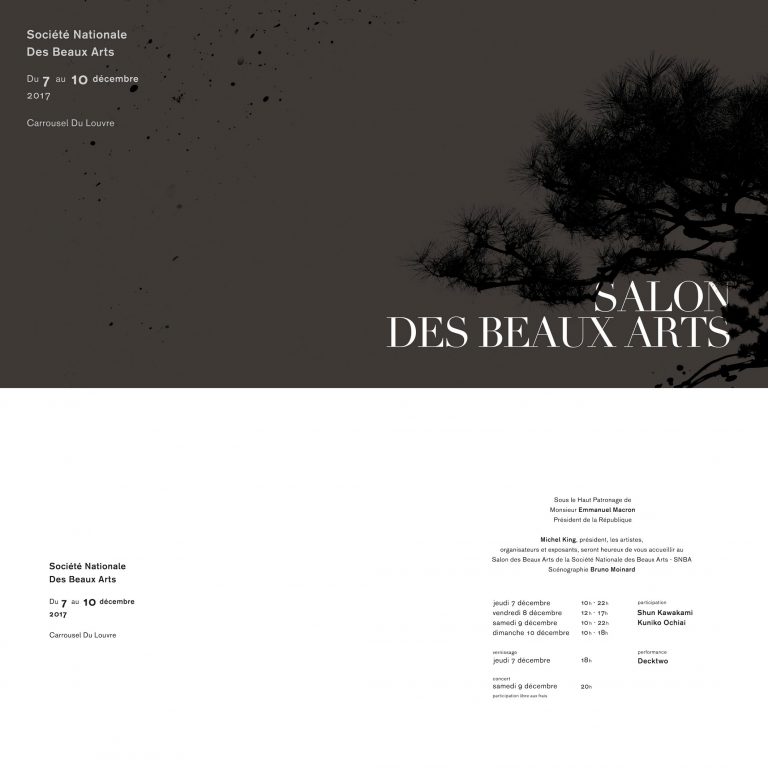 Société Nationale
Des Beaux Arts
Du 7 au 10 décembre
2017
Carrousel Du Louvre
SALON
DES BEAUX ARTS
Sous le Haut Patronage de
Monsieur Emmanuel Macron
Président de la République
Michel King, président, les artistes,
organisateurs et exposants, seront heureux de vous accueillir au
Salon des Beaux Arts de la Société Nationale des Beaux Arts - SNBA
Scénographie Bruno Moinard
Société Nationale
Des Beaux Arts
Du 7 au 10 décembre
2017
Carrousel Du Louvre
jeudi 7 décembre 10h - 22h
vendredi 8 décembre 12h - 17h
samedi 9 décembre 10h - 22h
dimanche 10 décembre 10h - 18h
participation
Shun Kawakami
Kuniko Ochiai
vernissage
jeudi 7 décembre 18h
performance
Decktwo
concert
samedi 9 décembre 20h
participation libre aux frais